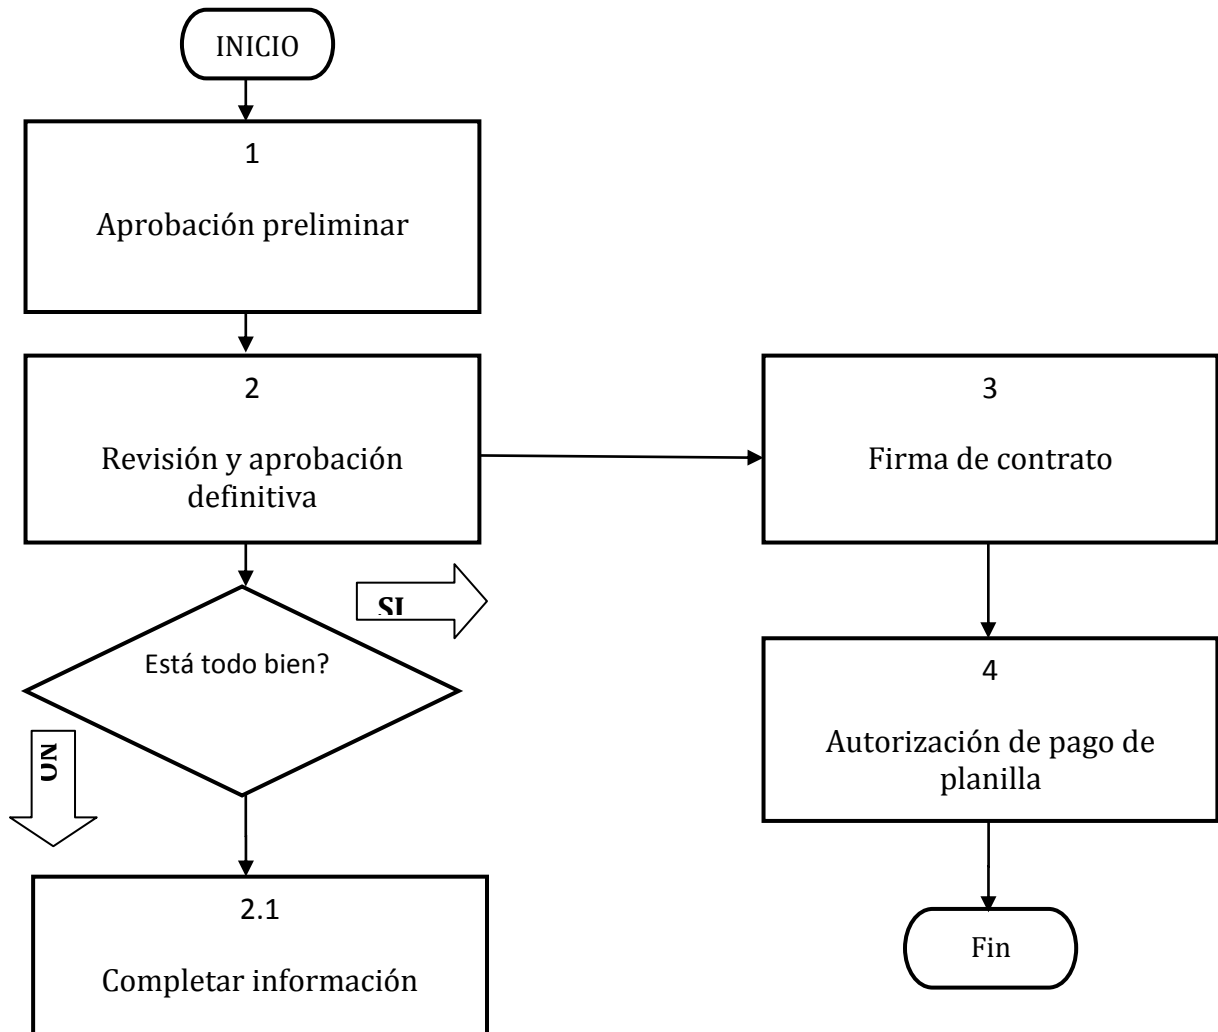 INICIO
1
Aprobación preliminar
2
Revisión y aprobación
definitiva
3
Firma de contrato
SI
Está todo bien?
NO
4
Autorización de pago de
planilla
2.1
Completar información
Fin